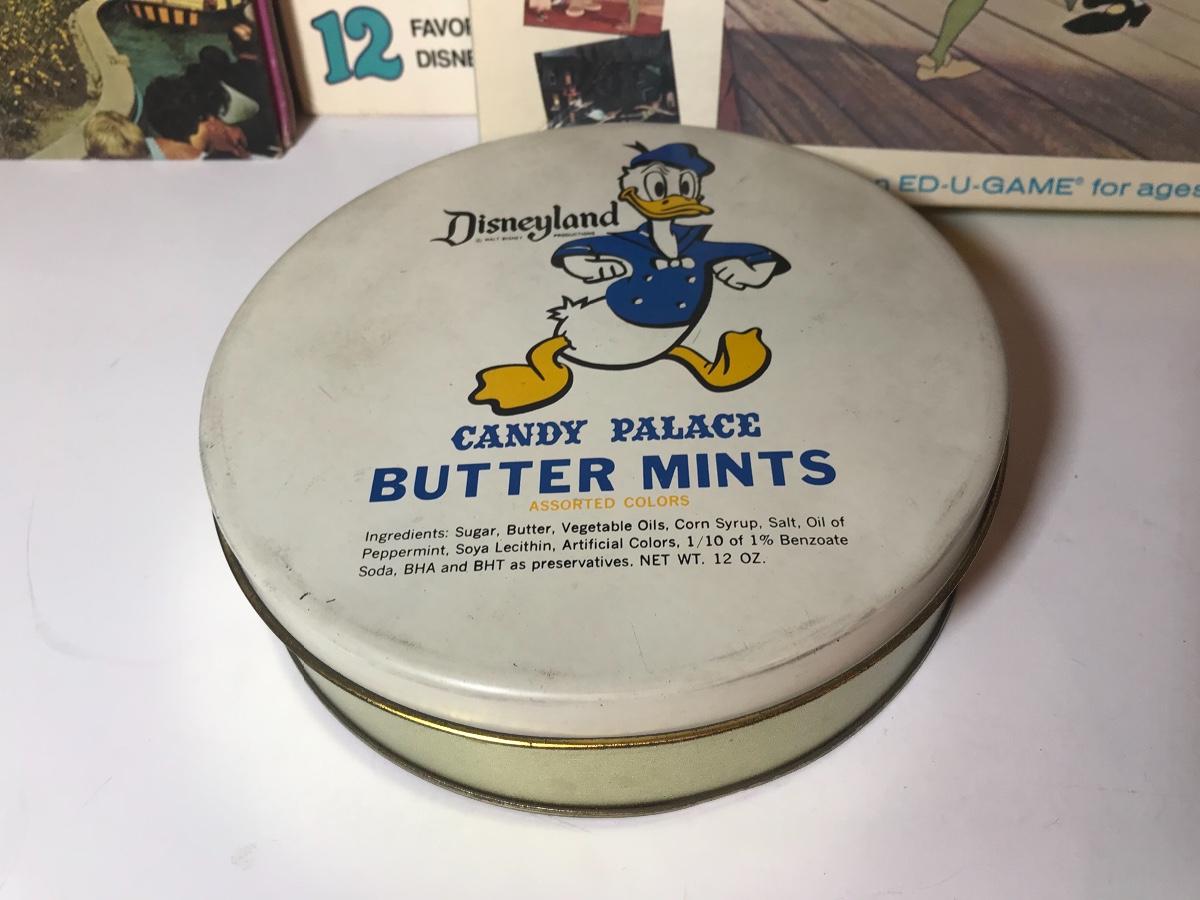 12
FAVOR
DISNE
ED-U-GAME® for ages
Disneyland
© WALT DISNEY PRODUCTIONS
CANDY PALACE
BUTTER MINTS
ASSORTED COLORS
Ingredients: Sugar, Butter, Vegetable Oils, Corn Syrup, Salt, Oil of
Peppermint, Soya Lecithin, Artificial Colors, 1/10 of 1% Benzoate
Soda, BHA and BHT as preservatives. NET WT. 12 OZ.